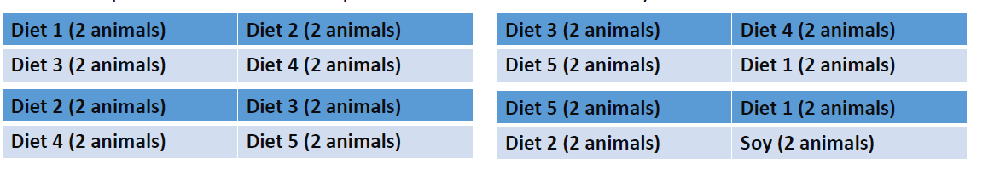 Diet 1 (2 animals) Diet 2 (2 animals)
Diet 3 (2 animals) Diet 4 (2 animals)
Diet 2 (2 animals) Diet 3 (2 animals)
Diet 4 (2 animals) Diet 5 (2 animals)
Diet 3 (2 animals) Diet 4 (2 animals)
Diet 5 (2 animals) Diet 1 (2 animals)
Diet 5 (2 animals) Diet 1 (2 animals)
Diet 2 (2 animals) Soy (2 animals)